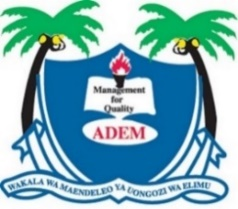 Management
for
Quality
ADEM
WAKALA WA MAENDELEO YA UONGOZI WA ELIMU